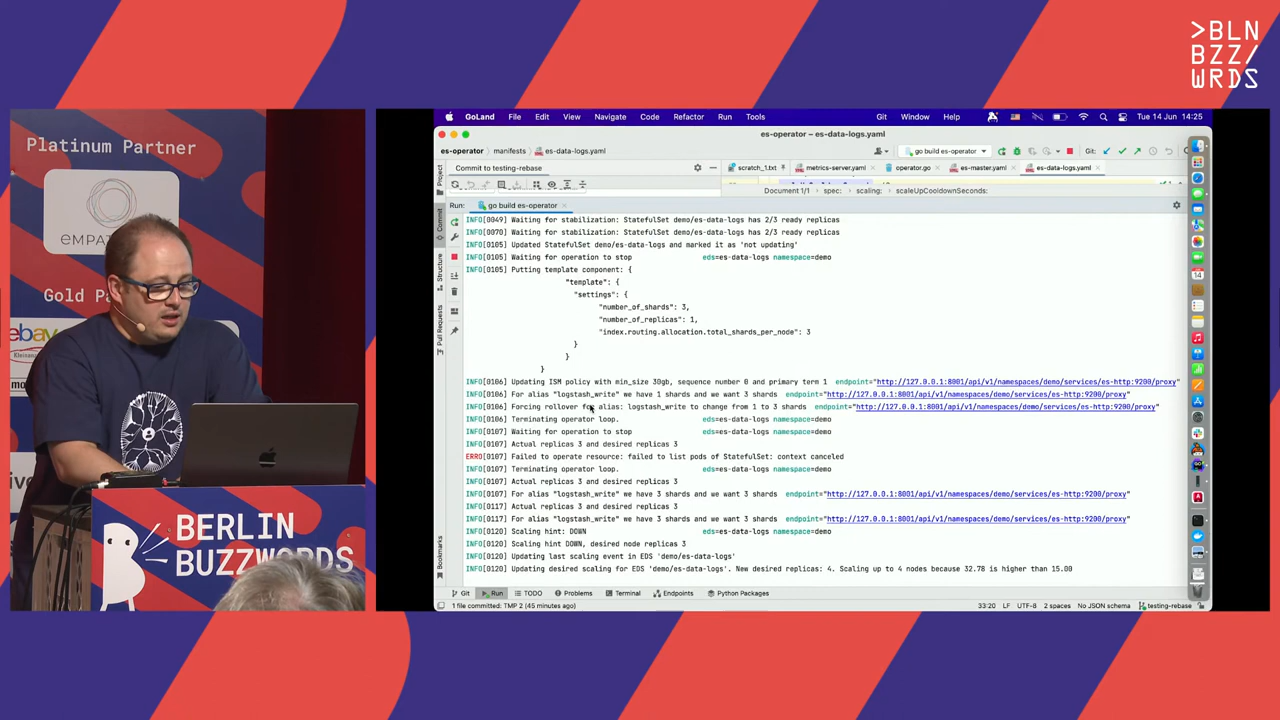 >BLN
BZZ/
WRDS
Platinum Partner
EMPAT
Gold Pa
ebay
Kleinanz
ive
BERLIN
BUZZWORDS
GoLand File Edit View Navigate Code Refactor Run Tools Git Window Help Tue 14 Jun 14:25
es-operator – es-data-logs.yaml
es-operator manifests es-data-logs.yaml go build es-operator Git:
Commit to testing-rebase
scratch_1.txt metrics-server.yaml operator.go es-master.yaml es-data-logs.yaml
Document 1/1 spec: scaling: scaleUpCooldownSeconds:
Run: go build es-operator
Project
Commit
Structure
Pull Requests
Bookmarks
INFO[0049] Waiting for stabilization: StatefulSet demo/es-data-logs has 2/3 ready replicas
INFO[0070] Waiting for stabilization: StatefulSet demo/es-data-logs has 2/3 ready replicas
INFO[0105] Updated StatefulSet demo/es-data-logs and marked it as 'not updating'
INFO[0105] Waiting for operation to stop eds=es-data-logs namespace=demo
INFO[0105] Putting template component: {
"template": {
"settings": {
"number_of_shards": 3,
"number_of_replicas": 1,
"index.routing.allocation.total_shards_per_node": 3
}
}
}
INFO[0106] Updating ISM policy with min_size 30gb, sequence number 0 and primary term 1 endpoint="http://127.0.0.1:8001/api/v1/namespaces/demo/services/es-http:9200/proxy"
INFO[0106] For alias "logstash_write" we have 1 shards and we want 3 shards endpoint="http://127.0.0.1:8001/api/v1/namespaces/demo/services/es-http:9200/proxy"
INFO[0106] Forcing rollover for alias: logstash_write to change from 1 to 3 shards endpoint="http://127.0.0.1:8001/api/v1/namespaces/demo/services/es-http:9200/proxy"
INFO[0106] Terminating operator loop. eds=es-data-logs namespace=demo
INFO[0107] Waiting for operation to stop eds=es-data-logs namespace=demo
INFO[0107] Actual replicas 3 and desired replicas 3
ERRO[0107] Failed to operate resource: failed to list pods of StatefulSet: context canceled
INFO[0107] Terminating operator loop. eds=es-data-logs namespace=demo
INFO[0107] Actual replicas 3 and desired replicas 3
INFO[0107] For alias "logstash_write" we have 3 shards and we want 3 shards endpoint="http://127.0.0.1:8001/api/v1/namespaces/demo/services/es-http:9200/proxy"
INFO[0117] Actual replicas 3 and desired replicas 3
INFO[0117] For alias "logstash_write" we have 3 shards and we want 3 shards endpoint="http://127.0.0.1:8001/api/v1/namespaces/demo/services/es-http:9200/proxy"
INFO[0120] Scaling hint: DOWN eds=es-data-logs namespace=demo
INFO[0120] Scaling hint DOWN, desired node replicas 3
INFO[0120] Updating last scaling event in EDS 'demo/es-data-logs'
INFO[0120] Updating desired scaling for EDS 'demo/es-data-logs'. New desired replicas: 4. Scaling up to 4 nodes because 32.78 is higher than 15.00
Git Run TODO Problems Terminal Endpoints Python Packages
1 file committed: TMP 2 (45 minutes ago) 33:20 LF UTF-8 2 spaces No JSON schema testing-rebase